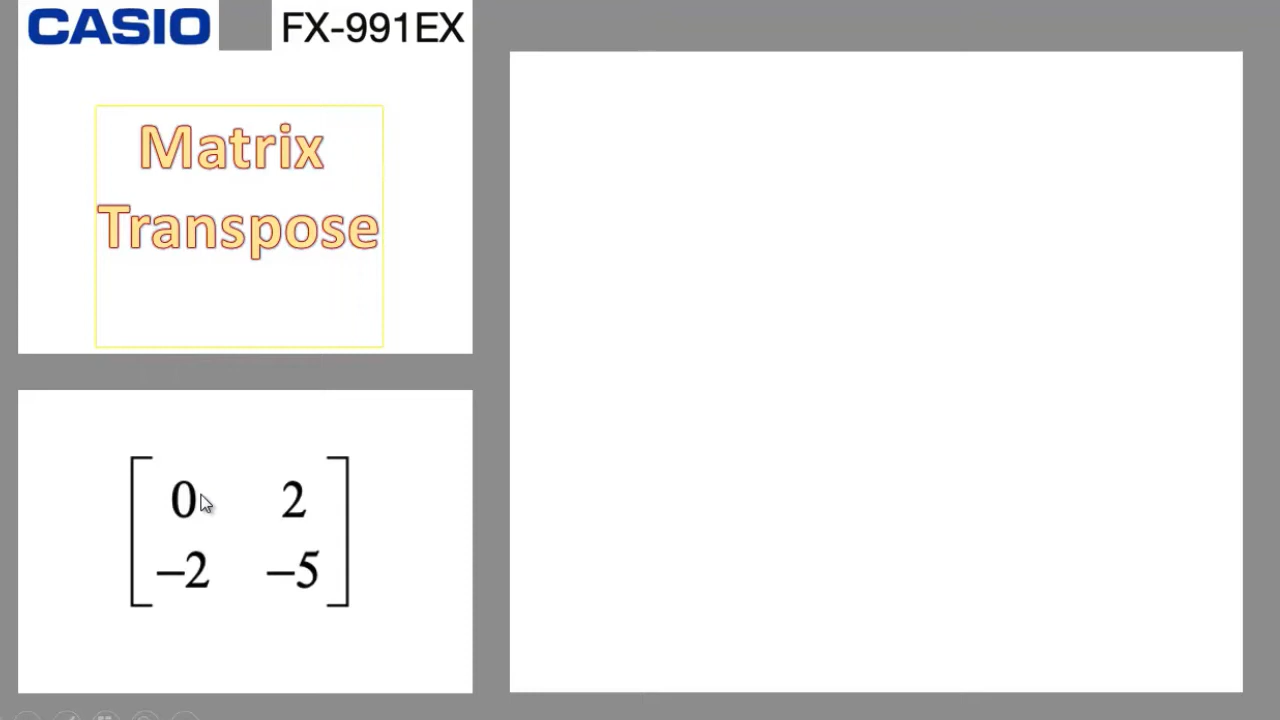 CASIO FX-991EX
Matrix
Transpose
0 2
−2 −5